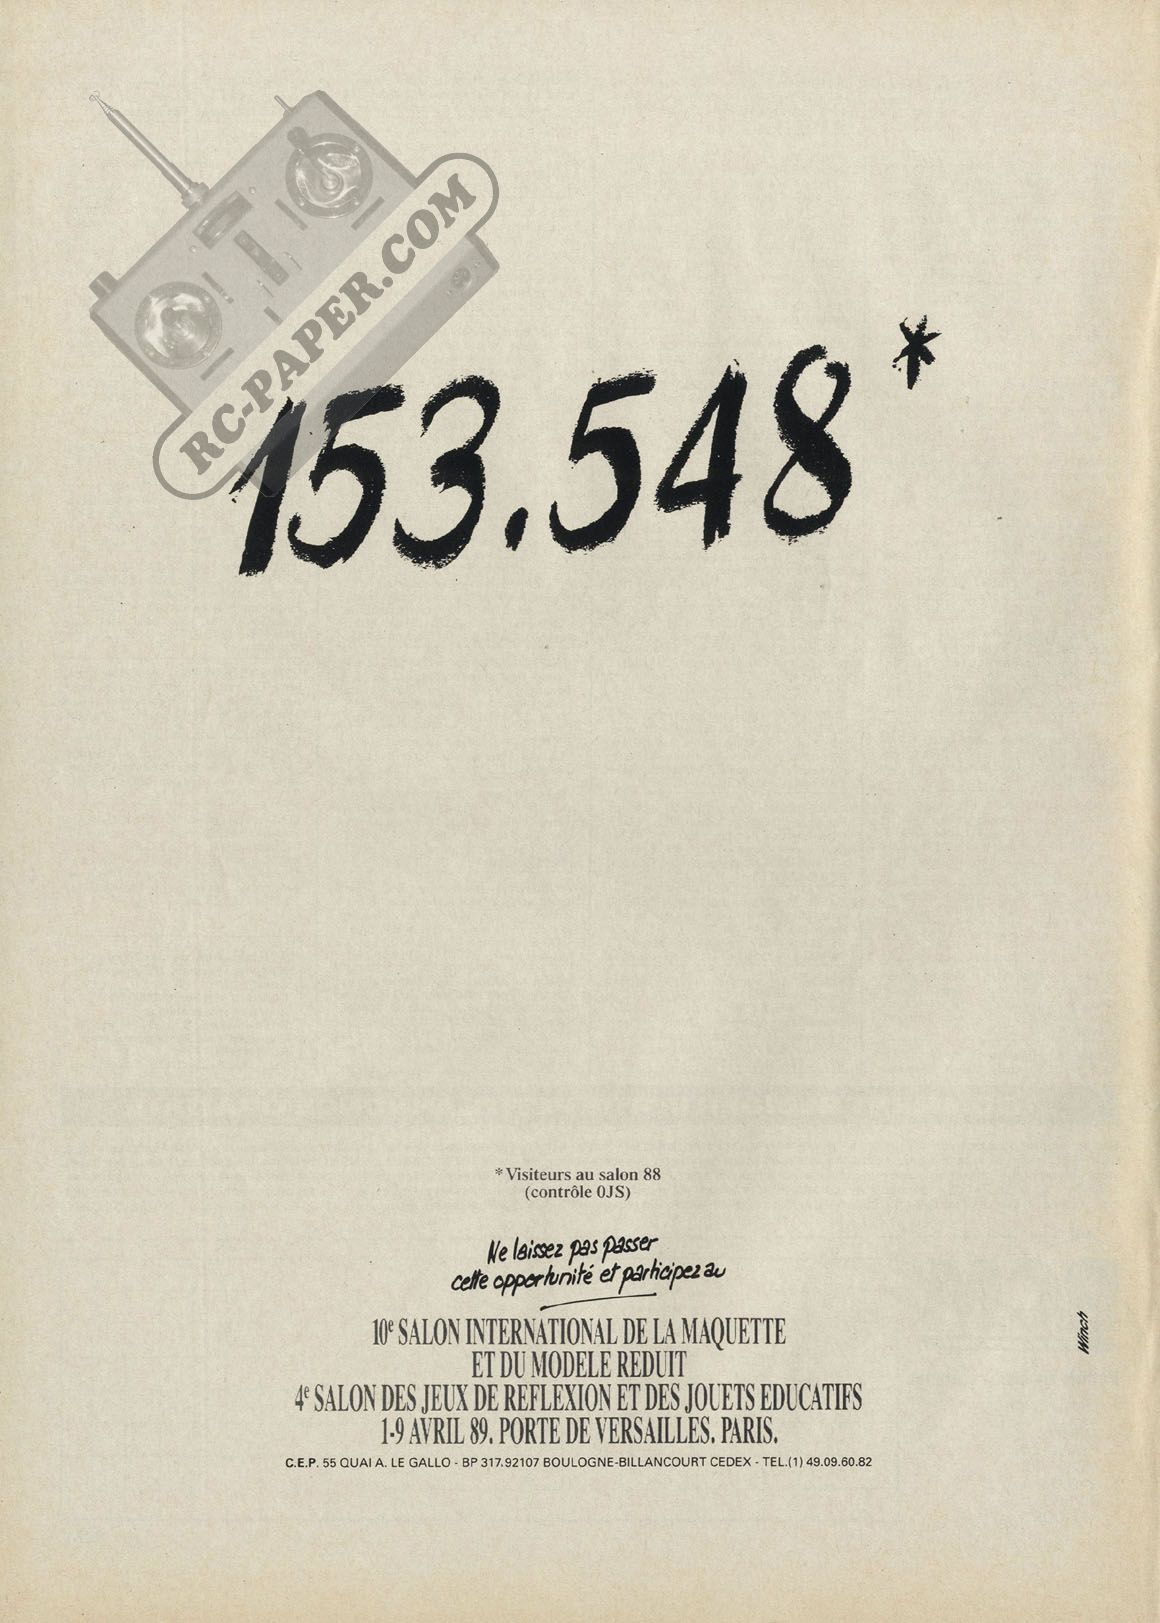 RC-PAPER.COM
153.548*
*Visiteurs au salon 88
(contrôle OJS)
Ne laissez pas passer
cette opportunité et participez au
10e SALON INTERNATIONAL DE LA MAQUETTE
ET DU MODELE REDUIT
4e SALON DES JEUX DE REFLEXION ET DES JOUETS EDUCATIFS
1-9 AVRIL 89. PORTE DE VERSAILLES. PARIS.
C.E.P. 55 QUAI A. LE GALLO - BP 317.92107 BOULOGNE-BILLANCOURT CEDEX - TEL.(1) 49.09.60.82
Winch